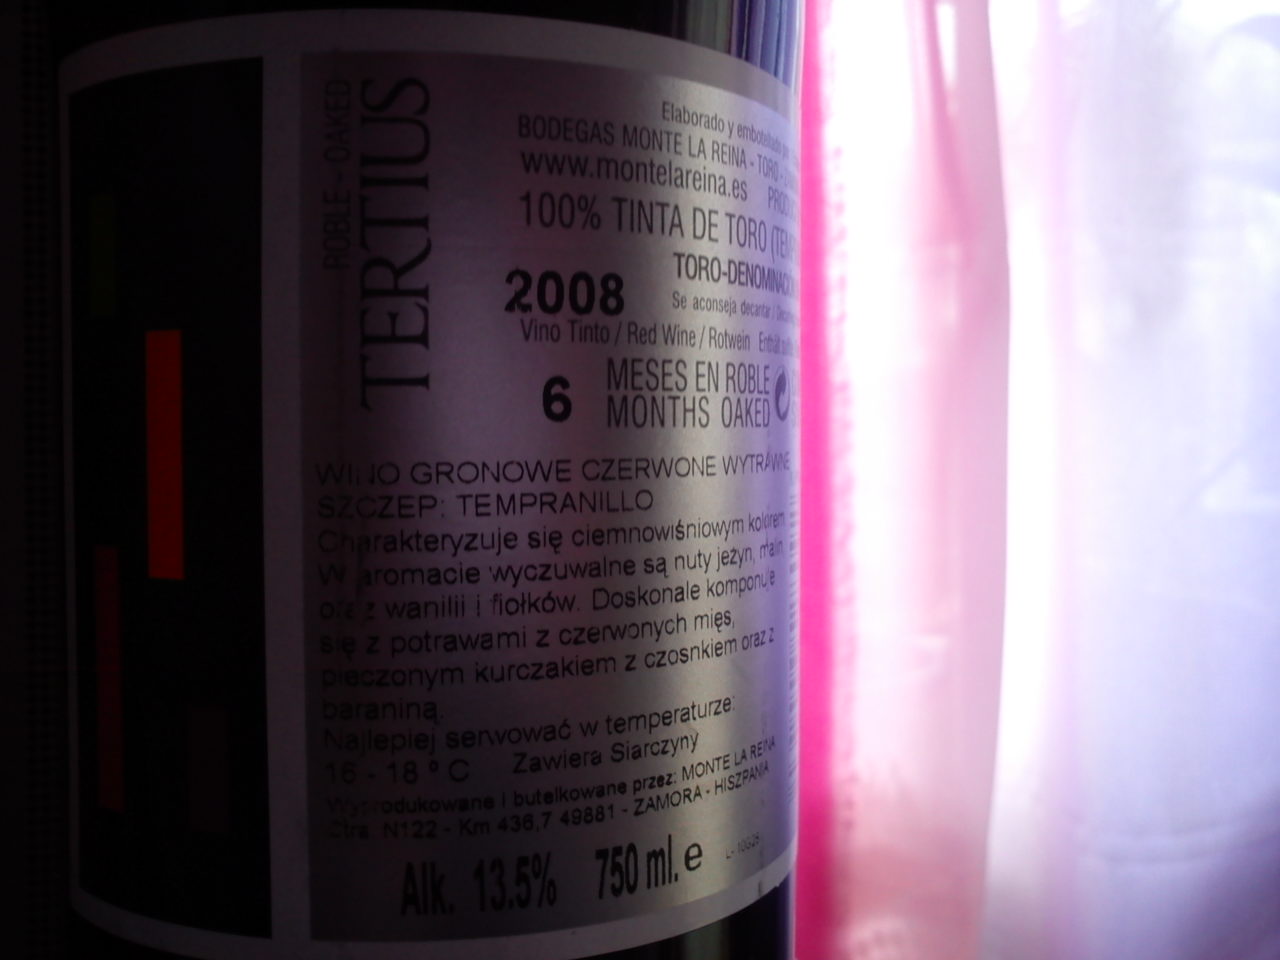 ROBLE - OAKED
TERTIUS
Elaborado y embotellado
BODEGAS MONTE LA REINA - TORO -
www.montelareina.es
100% TINTA DE TORO
TORO-DENOMINACIÓN
2008
Se aconseja decantar /
Vino Tinto / Red Wine / Rotwein Enthält
6 MESES EN ROBLE
MONTHS OAKED
WINO GRONOWE CZERWONE WYTRAWNE
SZCZEP: TEMPRANILLO
Charakteryzuje się ciemnowiśniowym kolorem
W aromacie wyczuwalne są nuty jeżyn, malin
oraz wanilii i fiołków. Doskonale komponuje
się z potrawami z czerwonych mięs,
pieczonym kurczakiem z czosnkiem oraz z
baraniną.
Najlepiej serwować w temperaturze:
16 - 18 ° C Zawiera Siarczyny
Wyprodukowane i butelkowane przez: MONTE LA REINA
Ctra. N122 - Km 436,7 49881 - ZAMORA - HISZPANIA
Alk. 13.5% 750 ml. e